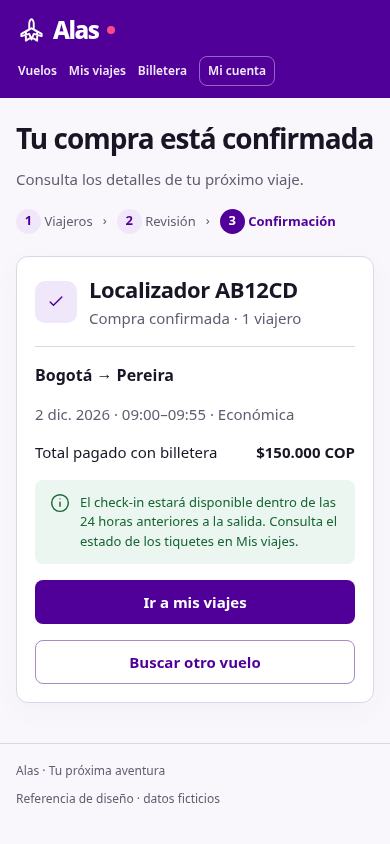 Alas
Vuelos Mis viajes Billetera Mi cuenta
Tu compra está confirmada
Consulta los detalles de tu próximo viaje.
1 Viajeros › 2 Revisión › 3 Confirmación
Localizador AB12CD
Compra confirmada · 1 viajero
Bogotá → Pereira
2 dic. 2026 · 09:00–09:55 · Económica
Total pagado con billetera $150.000 COP
El check-in estará disponible dentro de las
24 horas anteriores a la salida. Consulta el
estado de los tiquetes en Mis viajes.
Ir a mis viajes
Buscar otro vuelo
Alas · Tu próxima aventura
Referencia de diseño · datos ficticios